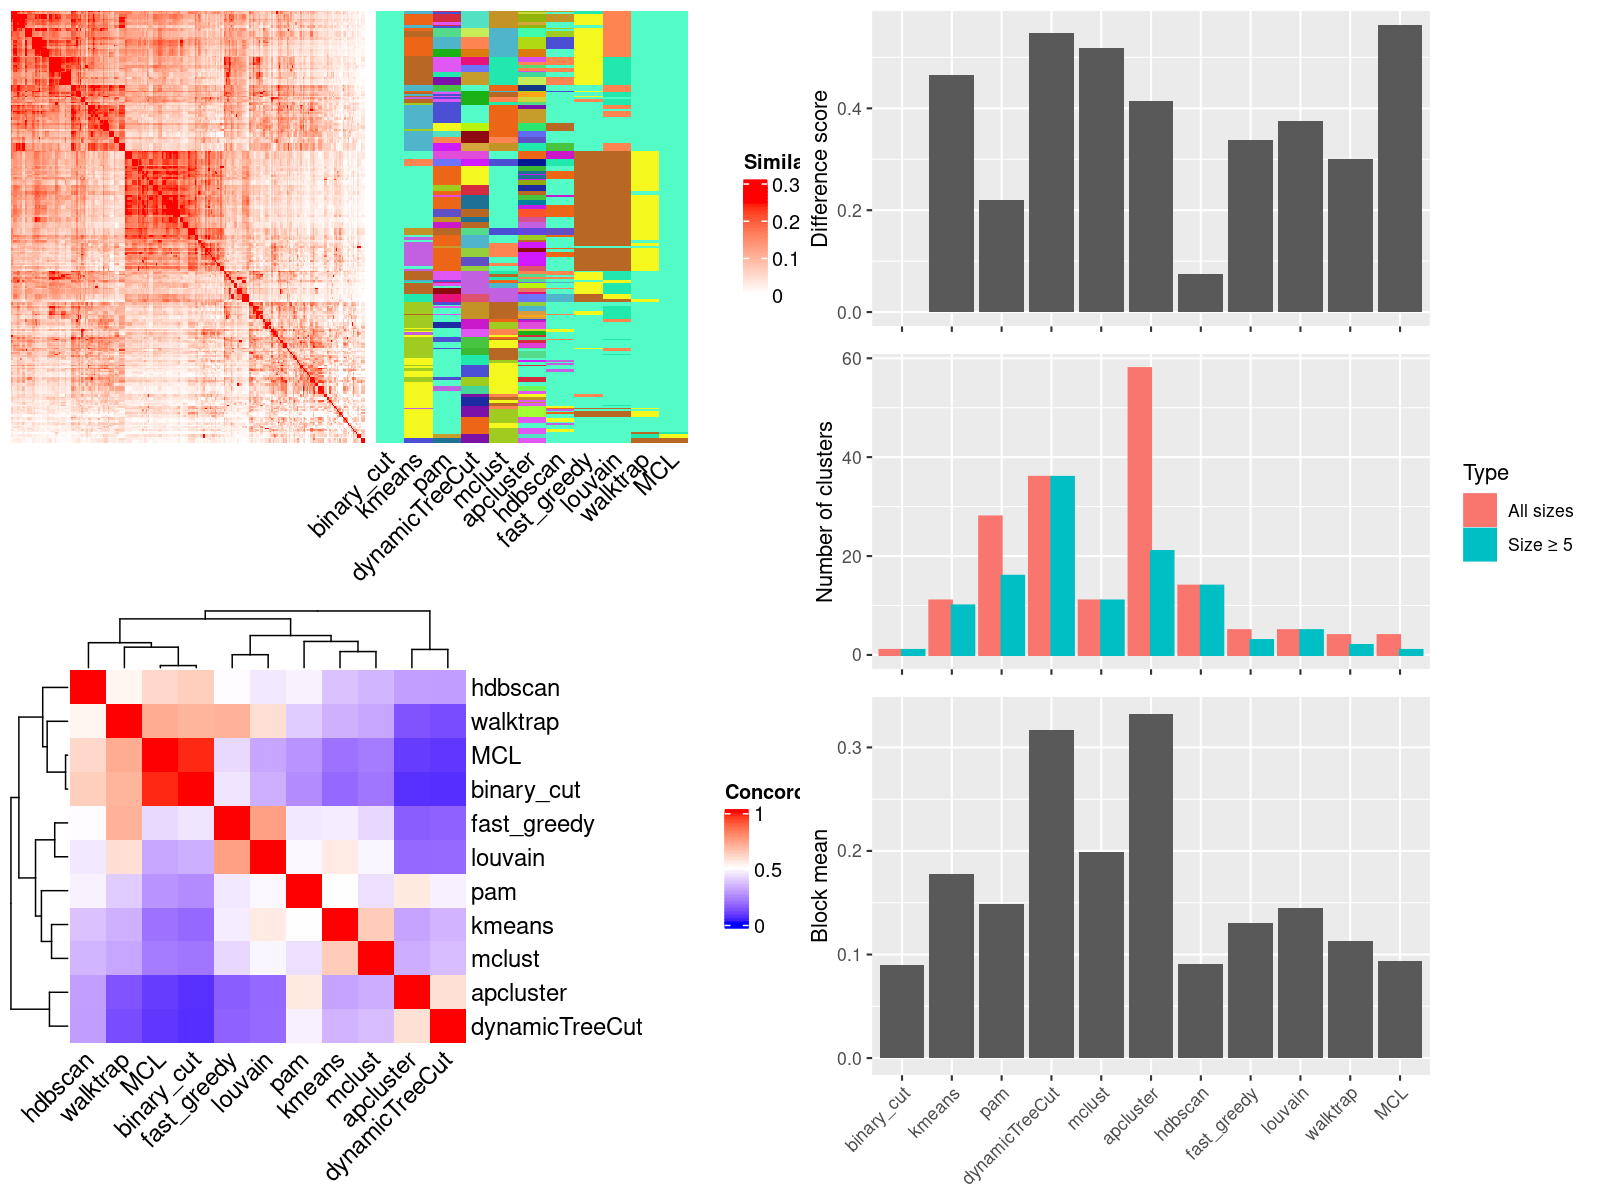 Simila
0.3
0.2
0.1
0
binary_cut
kmeans
pam
dynamicTreeCut
mclust
apcluster
hdbscan
fast_greedy
louvain
walktrap
MCL
hdbscan
walktrap
MCL
binary_cut
fast_greedy
louvain
pam
kmeans
mclust
apcluster
dynamicTreeCut
hdbscan
walktrap
MCL
binary_cut
fast_greedy
louvain
pam
kmeans
mclust
apcluster
dynamicTreeCut
Concord
1
0.5
0
Difference score
0.4
0.2
0.0
Number of clusters
60
40
20
0
Type
All sizes
Size ≥ 5
Block mean
0.3
0.2
0.1
0.0
binary_cut
kmeans
pam
dynamicTreeCut
mclust
apcluster
hdbscan
fast_greedy
louvain
walktrap
MCL